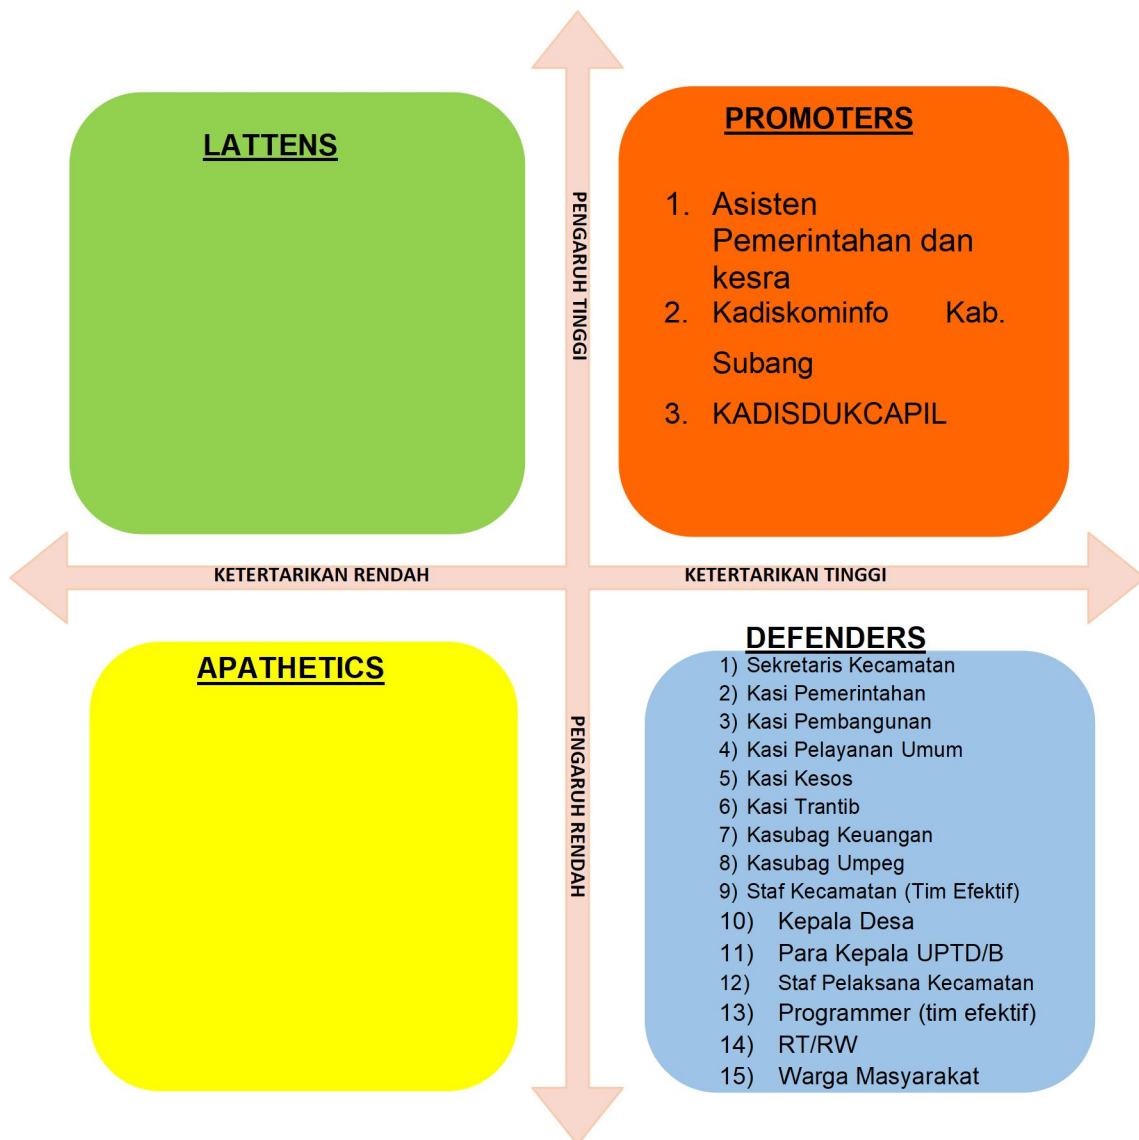 LATTENS
PROMOTERS
1. Asisten
Pemerintahan dan
kesra
2. Kadiskominfo Kab.
Subang
3. KADISDUKCAPIL
PENGARUH TINGGI
KETERTARIKAN RENDAH
KETERTARIKAN TINGGI
APATHETICS
PENGARUH RENDAH
DEFENDERS
1) Sekretaris Kecamatan
2) Kasi Pemerintahan
3) Kasi Pembangunan
4) Kasi Pelayanan Umum
5) Kasi Kesos
6) Kasi Trantib
7) Kasubag Keuangan
8) Kasubag Umpeg
9) Staf Kecamatan (Tim Efektif)
10) Kepala Desa
11) Para Kepala UPTD/B
12) Staf Pelaksana Kecamatan
13) Programmer (tim efektif)
14) RT/RW
15) Warga Masyarakat